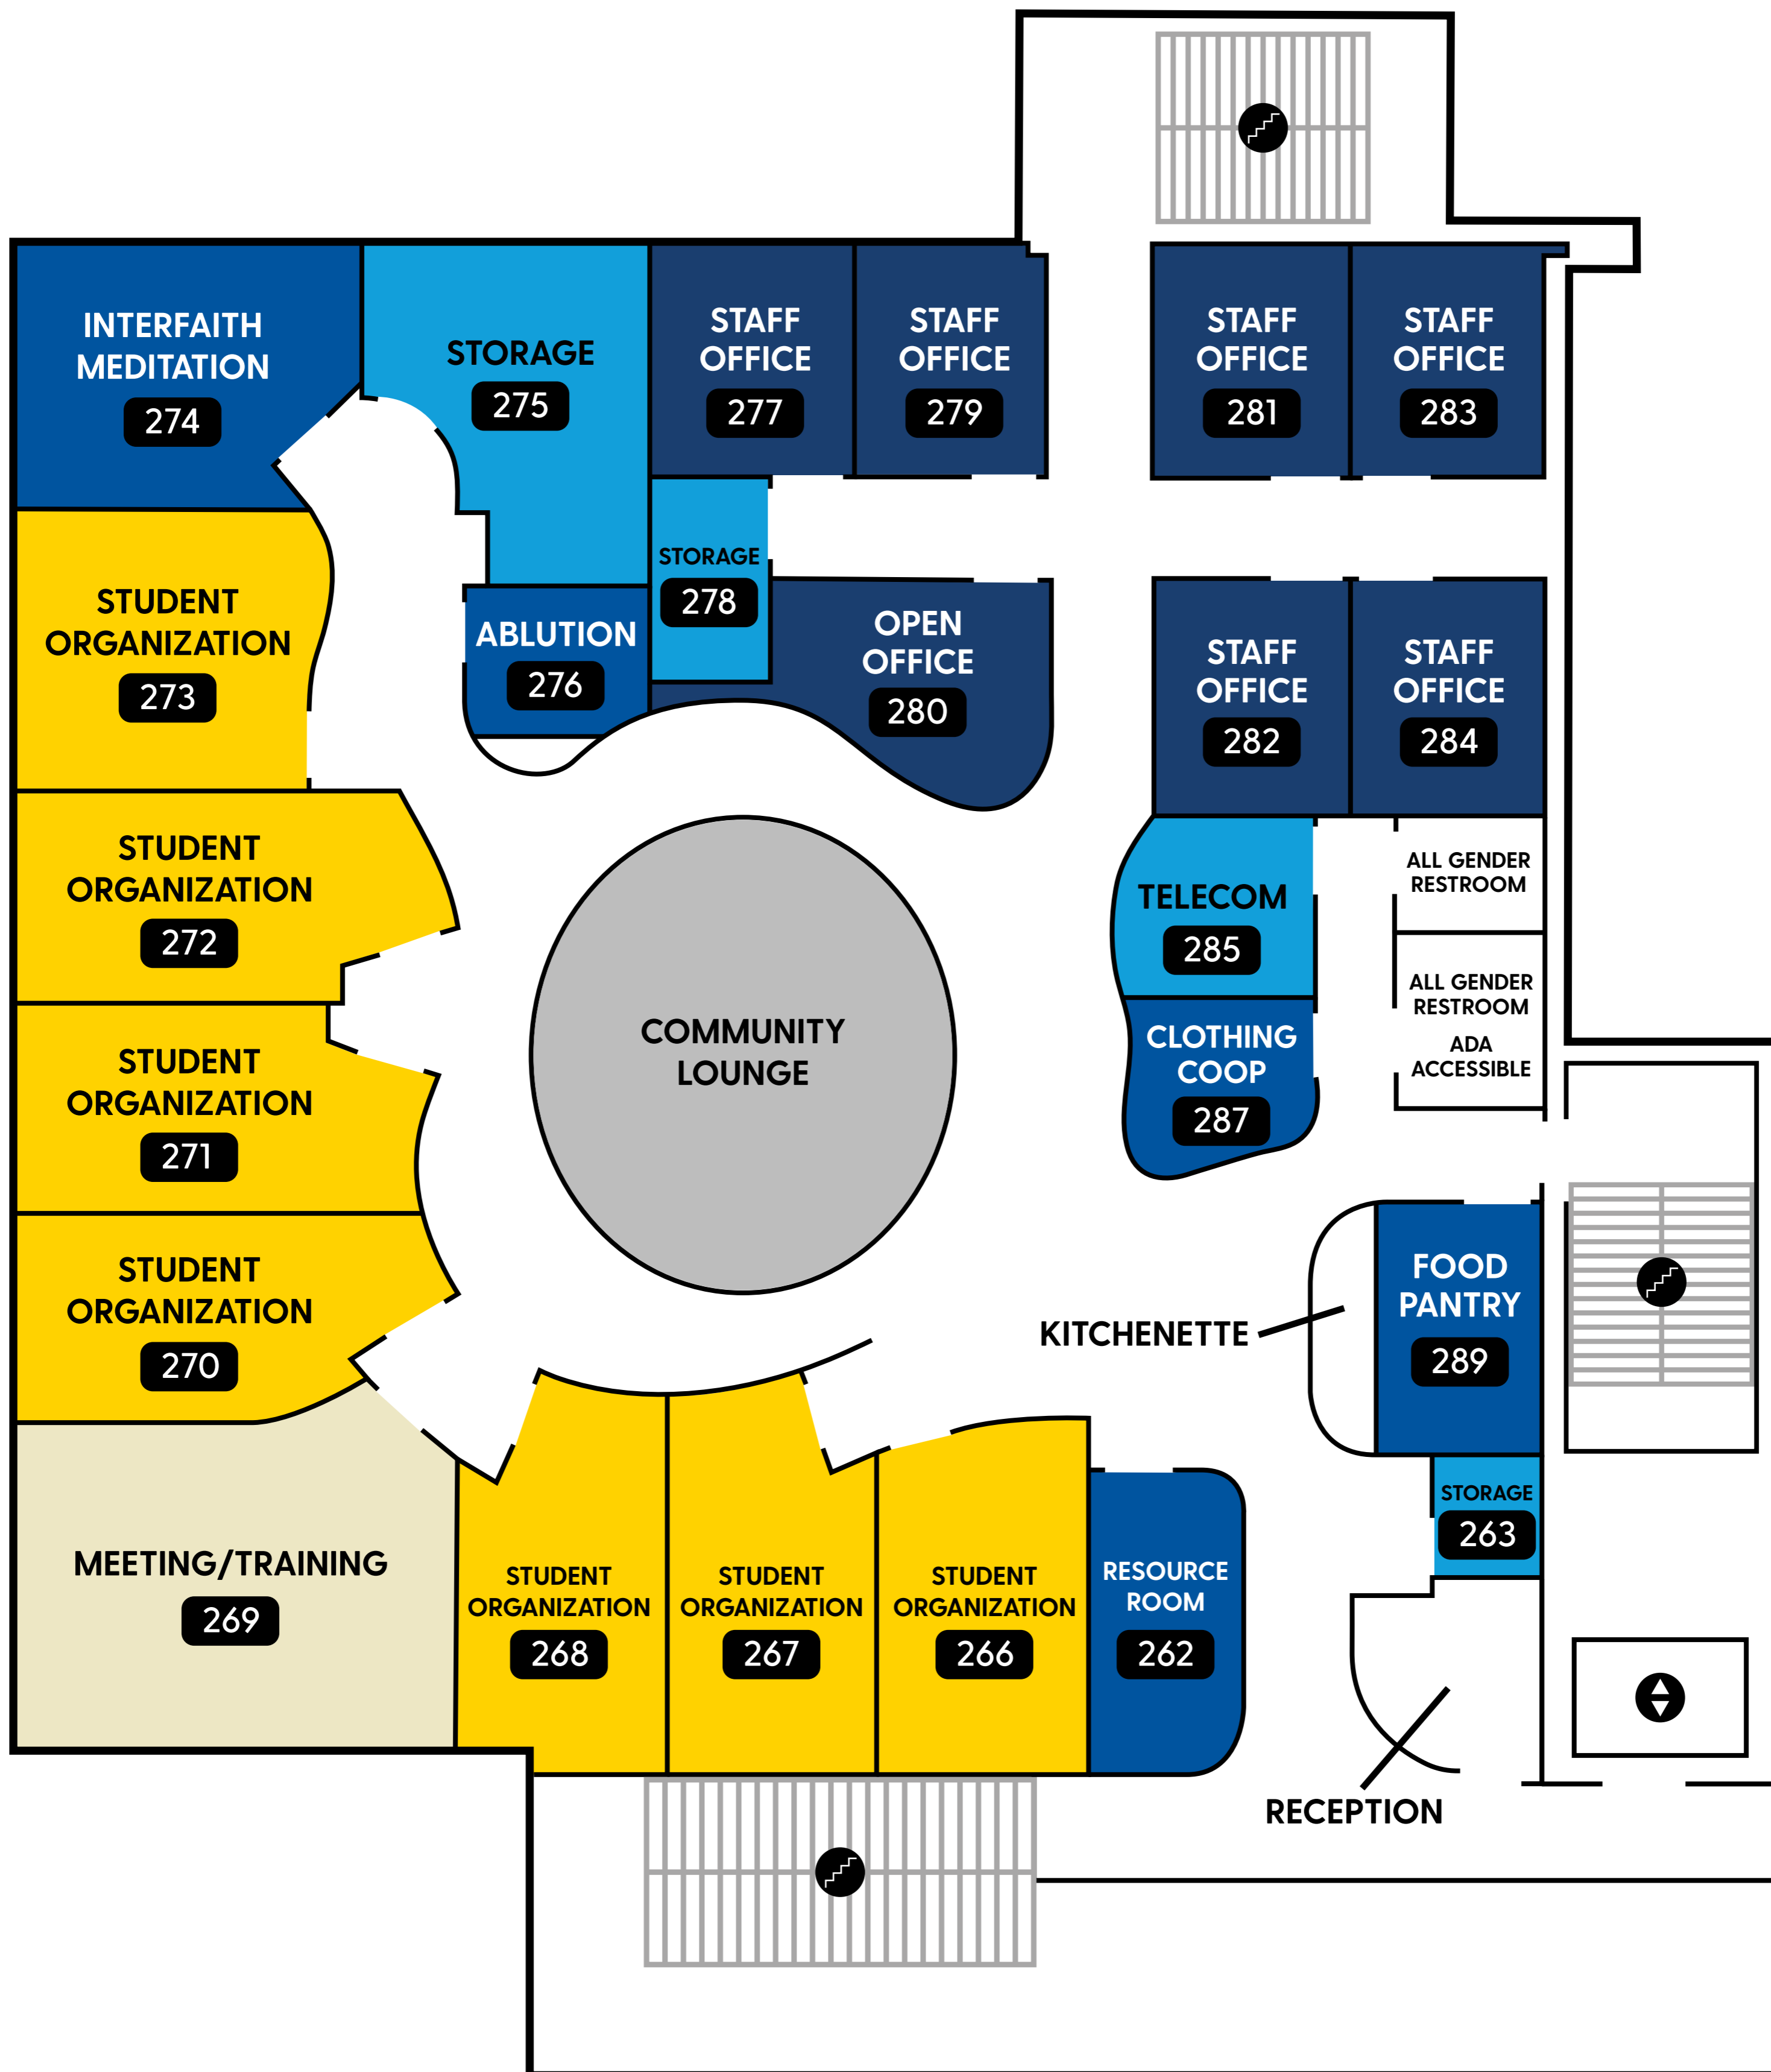 INTERFAITH
MEDITATION
274
STORAGE
275
STAFF
OFFICE
277
STAFF
OFFICE
279
STAFF
OFFICE
281
STAFF
OFFICE
283
STUDENT
ORGANIZATION
273
ABLUTION
276
STORAGE
278
OPEN
OFFICE
280
STAFF
OFFICE
282
STAFF
OFFICE
284
STUDENT
ORGANIZATION
272
TELECOM
285
ALL GENDER
RESTROOM
ALL GENDER
RESTROOM
ADA
ACCESSIBLE
COMMUNITY
LOUNGE
CLOTHING
COOP
287
STUDENT
ORGANIZATION
271
STUDENT
ORGANIZATION
270
KITCHENETTE
FOOD
PANTRY
289
STORAGE
263
MEETING/TRAINING
269
STUDENT
ORGANIZATION
268
STUDENT
ORGANIZATION
267
STUDENT
ORGANIZATION
266
RESOURCE
ROOM
262
RECEPTION